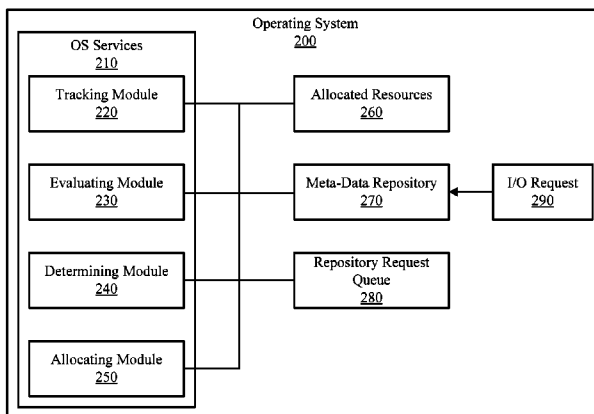 Operating System
200
OS Services
210
Tracking Module
220
Allocated Resources
260
Evaluating Module
230
Meta-Data Repository
270
I/O Request
290
Determining Module
240
Repository Request
Queue
280
Allocating Module
250